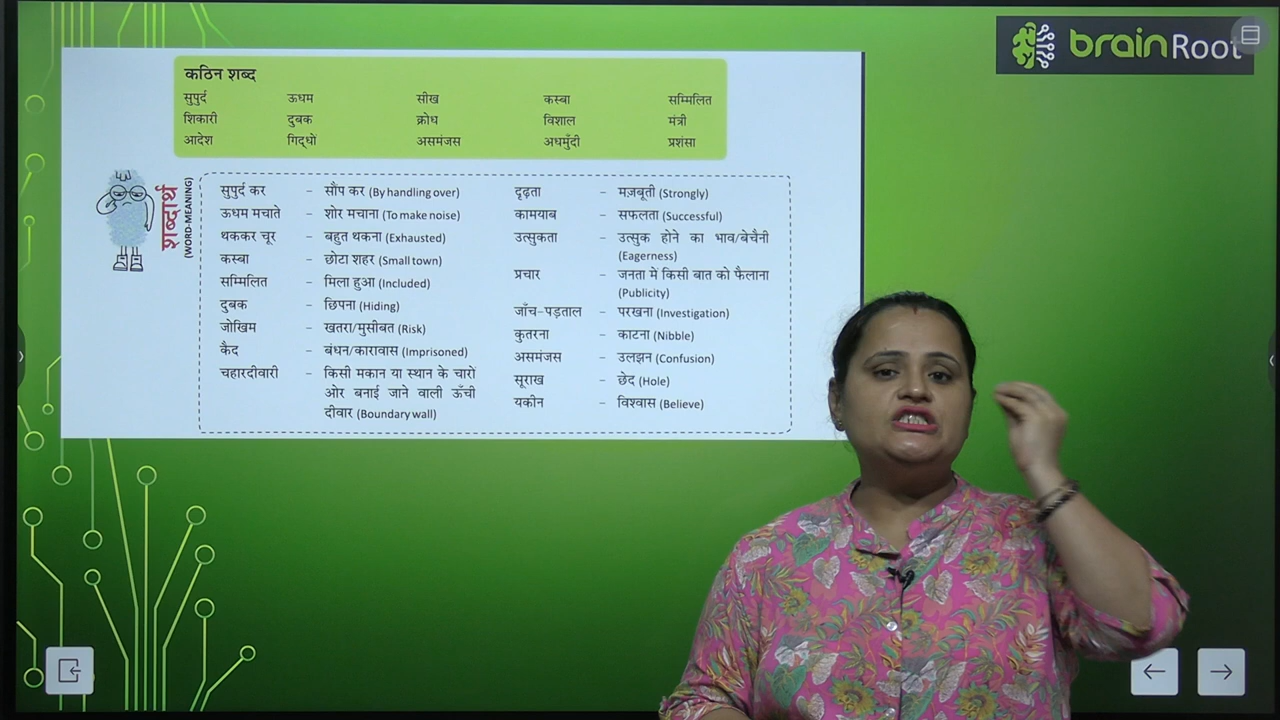 brainRoot
कठिन शब्द
सुपुर्द ऊधम सीख कस्बा सम्मिलित
शिकारी दुबक क्रोध विशाल मंत्री
आदेश गिद्धों असमंजस अधमुँदी प्रशंसा
शब्दार्थ
(WORD-MEANING)
सुपुर्द कर – सौंप कर (By handling over)
ऊधम मचाते – शोर मचाना (To make noise)
थककर चूर – बहुत थकना (Exhausted)
कस्बा – छोटा शहर (Small town)
सम्मिलित – मिला हुआ (Included)
दुबक – छिपना (Hiding)
जोखिम – खतरा/मुसीबत (Risk)
कैद – बंधन/कारावास (Imprisoned)
चहारदीवारी – किसी मकान या स्थान के चारों
ओर बनाई जाने वाली ऊँची
दीवार (Boundary wall)
दृढ़ता – मज़बूती (Strongly)
कामयाब – सफलता (Successful)
उत्सुकता – उत्सुक होने का भाव/बेचैनी
(Eagerness)
प्रचार – जनता में किसी बात को फैलाना
(Publicity)
जाँच-पड़ताल – परखना (Investigation)
कुतरना – काटना (Nibble)
असमंजस – उलझन (Confusion)
सूराख – छेद (Hole)
यकीन – विश्वास (Believe)